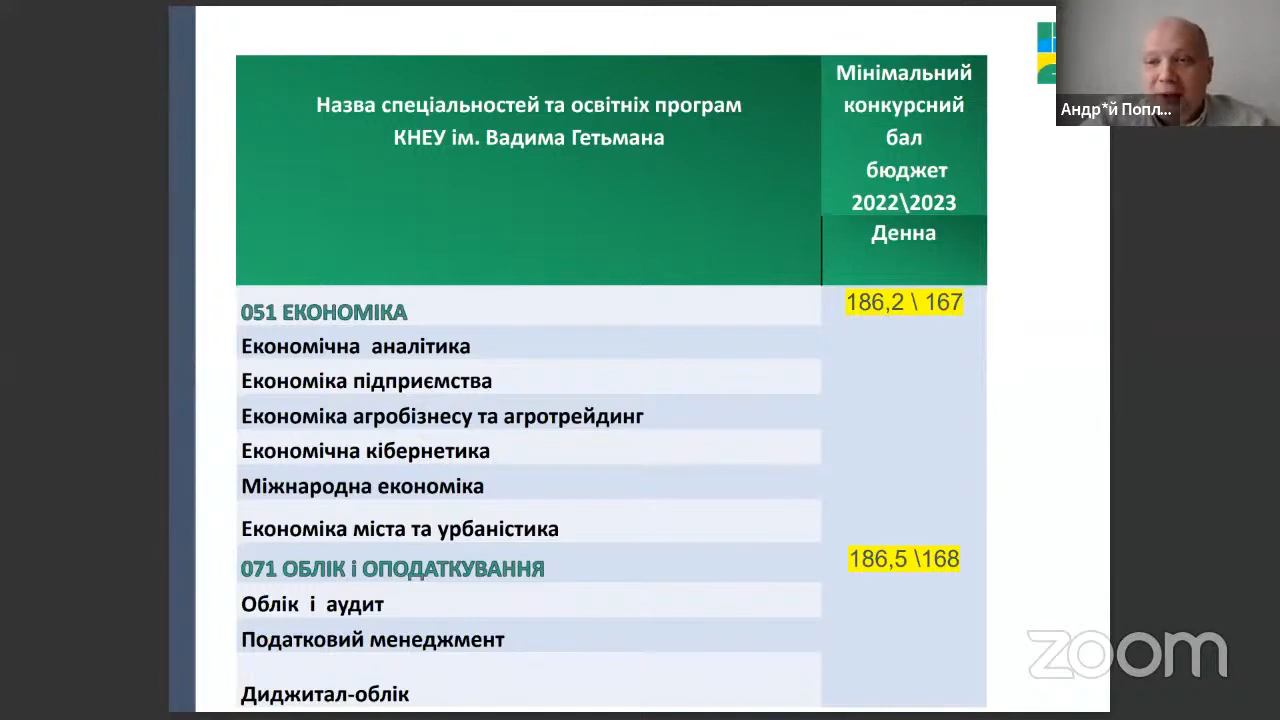 Назва спеціальностей та освітніх програм
КНЕУ ім. Вадима Гетьмана
Мінімальний
конкурсний
бал
бюджет
2022\2023
Денна
Андр*й Попл...
051 ЕКОНОМІКА
186,2 \ 167
Економічна аналітика
Економіка підприємства
Економіка агробізнесу та агротрейдинг
Економічна кібернетика
Міжнародна економіка
Економіка міста та урбаністика
071 ОБЛІК і ОПОДАТКУВАННЯ
186,5 \168
Облік і аудит
Податковий менеджмент
Диджитал-облік
zoom